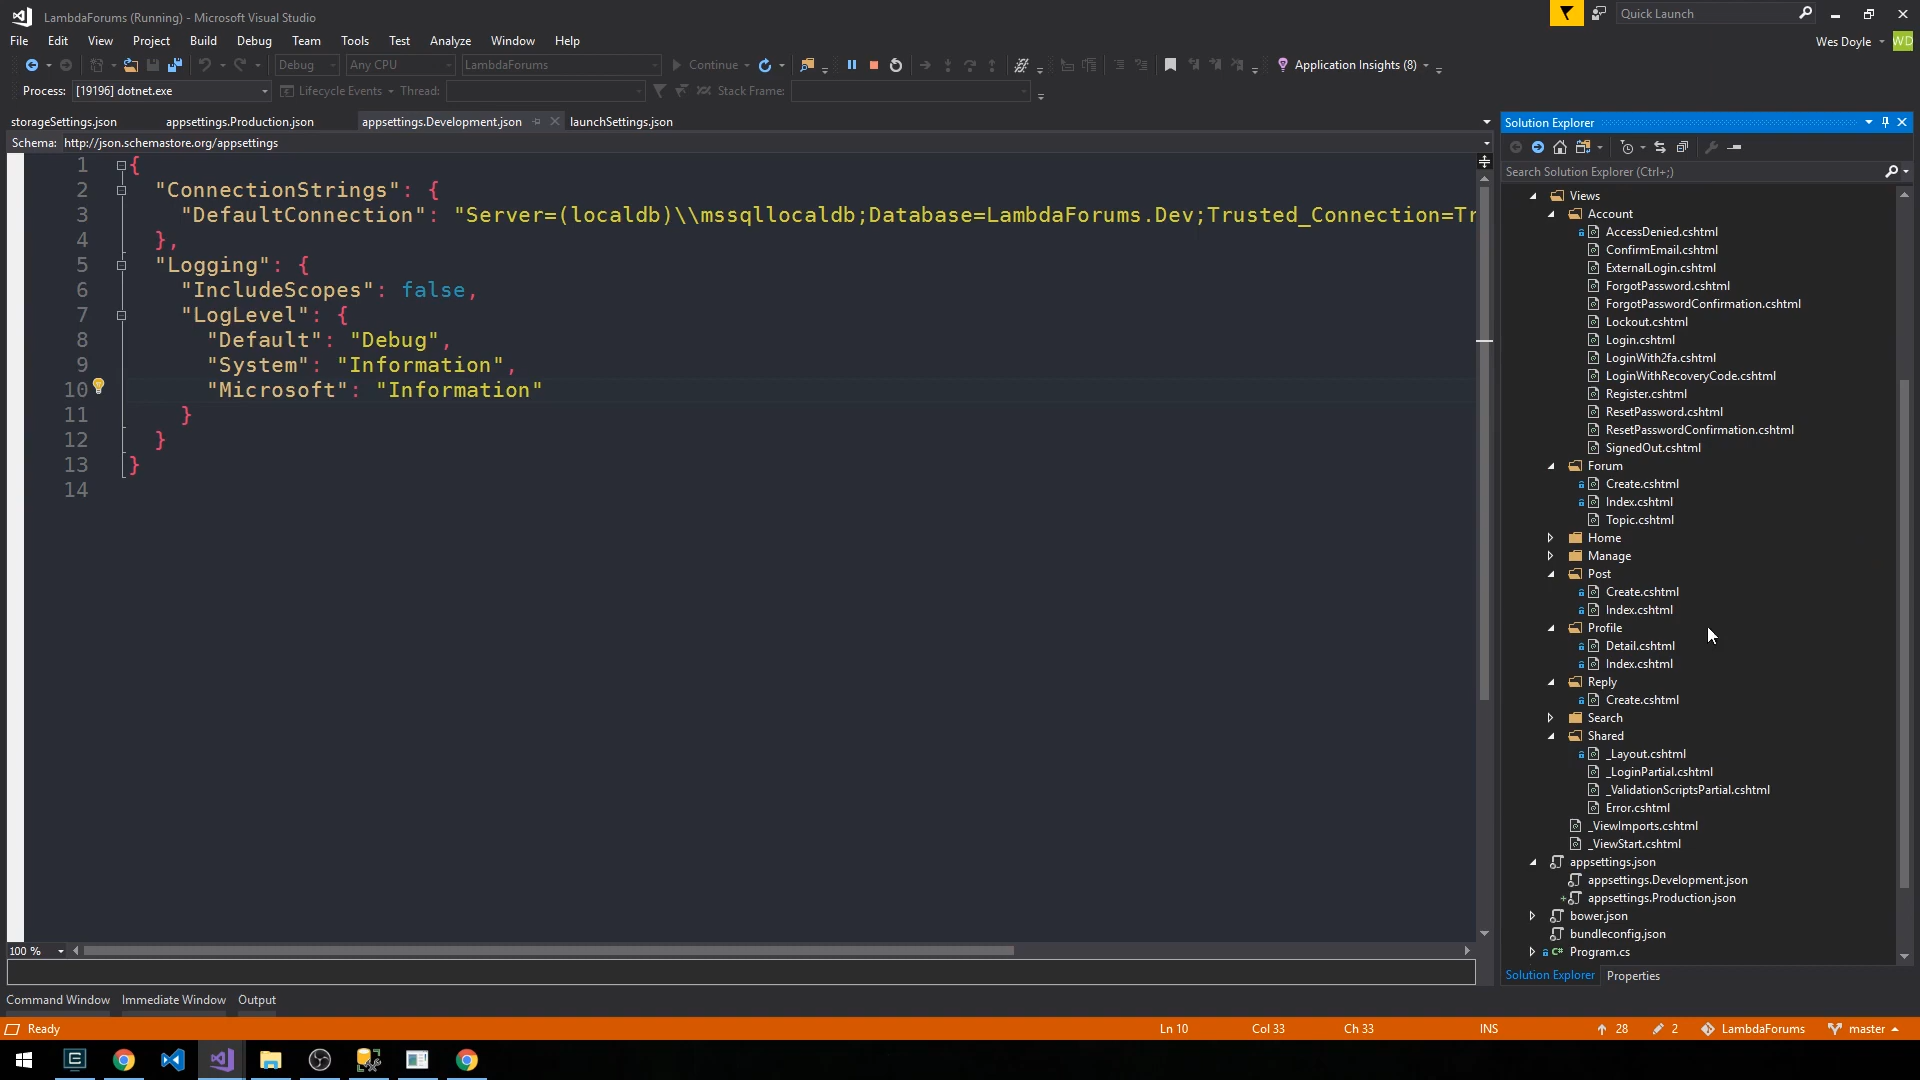 LambdaForums (Running) - Microsoft Visual Studio
Quick Launch
File Edit View Project Build Debug Team Tools Test Analyze Window Help
Wes Doyle WD
Debug Any CPU LambdaForums Continue Application Insights (8)
Process: [19196] dotnet.exe Lifecycle Events Thread: Stack Frame:
storageSettings.json appsettings.Production.json appsettings.Development.json launchSettings.json
Schema: http://json.schemastore.org/appsettings
1 {
2 "ConnectionStrings": {
3 "DefaultConnection": "Server=(localdb)\\mssqllocaldb;Database=LambdaForums.Dev;Trusted_Connection=Tr
4 },
5 "Logging": {
6 "IncludeScopes": false,
7 "LogLevel": {
8 "Default": "Debug",
9 "System": "Information",
10 "Microsoft": "Information"
11 }
12 }
13 }
14
100 %
Command Window Immediate Window Output
Solution Explorer
Search Solution Explorer (Ctrl+;)
Views
Account
AccessDenied.cshtml
ConfirmEmail.cshtml
ExternalLogin.cshtml
ForgotPassword.cshtml
ForgotPasswordConfirmation.cshtml
Lockout.cshtml
Login.cshtml
LoginWith2fa.cshtml
LoginWithRecoveryCode.cshtml
Register.cshtml
ResetPassword.cshtml
ResetPasswordConfirmation.cshtml
SignedOut.cshtml
Forum
Create.cshtml
Index.cshtml
Topic.cshtml
Home
Manage
Post
Create.cshtml
Index.cshtml
Profile
Detail.cshtml
Index.cshtml
Reply
Create.cshtml
Search
Shared
_Layout.cshtml
_LoginPartial.cshtml
_ValidationScriptsPartial.cshtml
Error.cshtml
_ViewImports.cshtml
_ViewStart.cshtml
appsettings.json
appsettings.Development.json
appsettings.Production.json
bower.json
bundleconfig.json
C# Program.cs
Solution Explorer Properties
Ready Ln 10 Col 33 Ch 33 INS 28 2 LambdaForums master